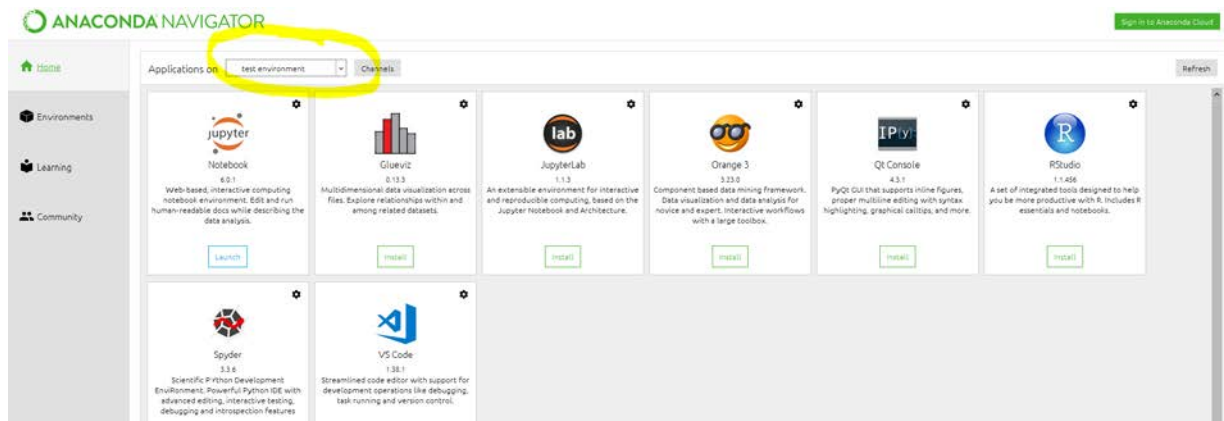 ANACONDA NAVIGATOR
Sign in to Anaconda Cloud
Home
Applications on test environment Channels
Refresh
Environments
Learning
Community
jupyter
Notebook
6.0.1
Web-based, interactive computing
notebook environment. Edit and run
human-readable docs while describing the
data analysis.
Launch
Glueviz
0.13.3
Multidimensional data visualization across
files. Explore relationships within and
among related datasets.
Install
lab
JupyterLab
1.1.3
An extensible environment for interactive
and reproducible computing, based on the
Jupyter Notebook and Architecture.
Install
Orange 3
3.23.0
Component based data mining framework.
Data visualization and data analysis for
novice and expert. Interactive workflows
with a large toolbox.
Install
IP[y]:
Qt Console
4.5.1
PyQt GUI that supports inline figures,
proper multiline editing with syntax
highlighting, graphical calltips, and more.
Install
R
RStudio
1.1.456
A set of integrated tools designed to help
you be more productive with R. Includes R
essentials and notebooks.
Install
Spyder
3.3.6
Scientific PYthon Development
EnviRonment. Powerful Python IDE with
advanced editing, interactive testing,
debugging and introspection features
VS Code
1.38.1
Streamlined code editor with support for
development operations like debugging,
task running and version control.